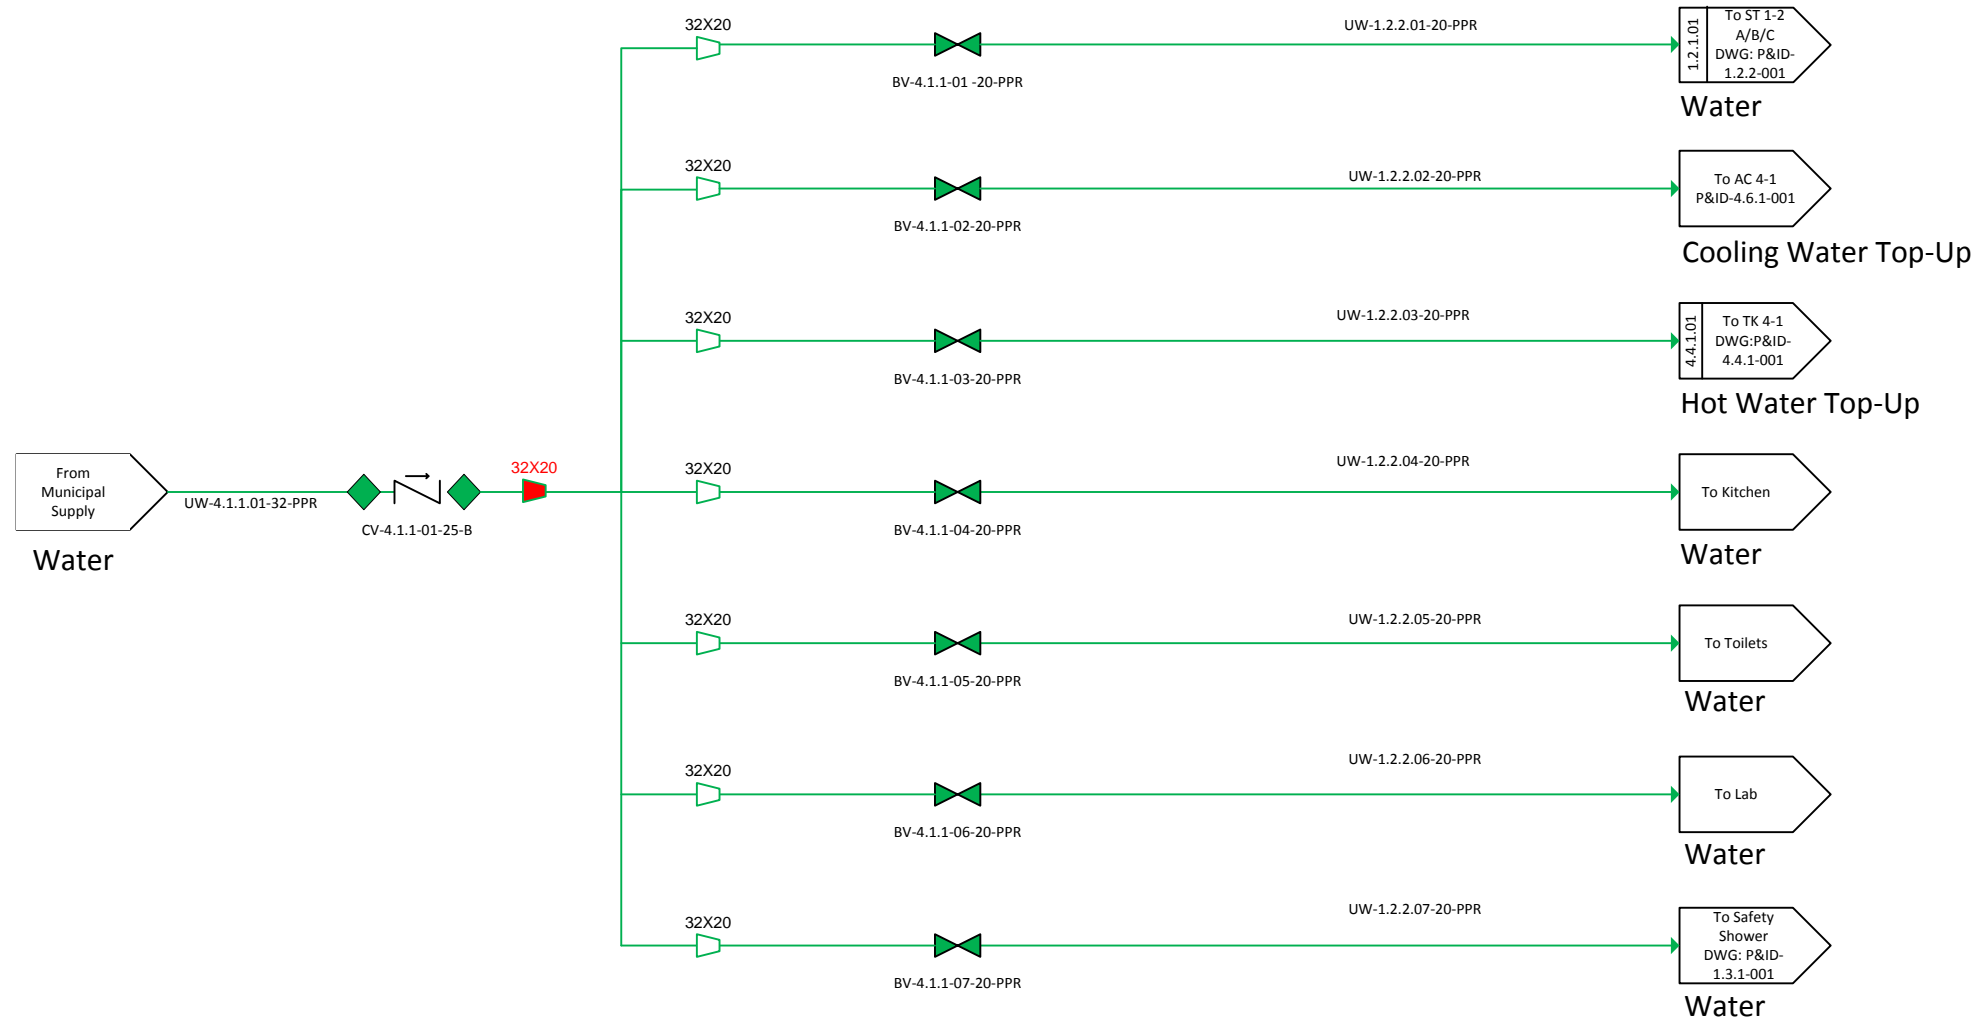 32X20
UW-1.2.2.01-20-PPR
BV-4.1.1-01 -20-PPR
1.2.1.01
To ST 1-2
A/B/C
DWG: P&ID-
1.2.2-001
Water
32X20
UW-1.2.2.02-20-PPR
BV-4.1.1-02-20-PPR
To AC 4-1
P&ID-4.6.1-001
Cooling Water Top-Up
32X20
UW-1.2.2.03-20-PPR
BV-4.1.1-03-20-PPR
4.4.1.01
To TK 4-1
DWG:P&ID-
4.4.1-001
Hot Water Top-Up
From
Municipal
Supply
Water
UW-4.1.1.01-32-PPR
CV-4.1.1-01-25-B
32X20
32X20
UW-1.2.2.04-20-PPR
BV-4.1.1-04-20-PPR
To Kitchen
Water
32X20
UW-1.2.2.05-20-PPR
BV-4.1.1-05-20-PPR
To Toilets
Water
32X20
UW-1.2.2.06-20-PPR
BV-4.1.1-06-20-PPR
To Lab
Water
32X20
UW-1.2.2.07-20-PPR
BV-4.1.1-07-20-PPR
To Safety
Shower
DWG: P&ID-
1.3.1-001
Water